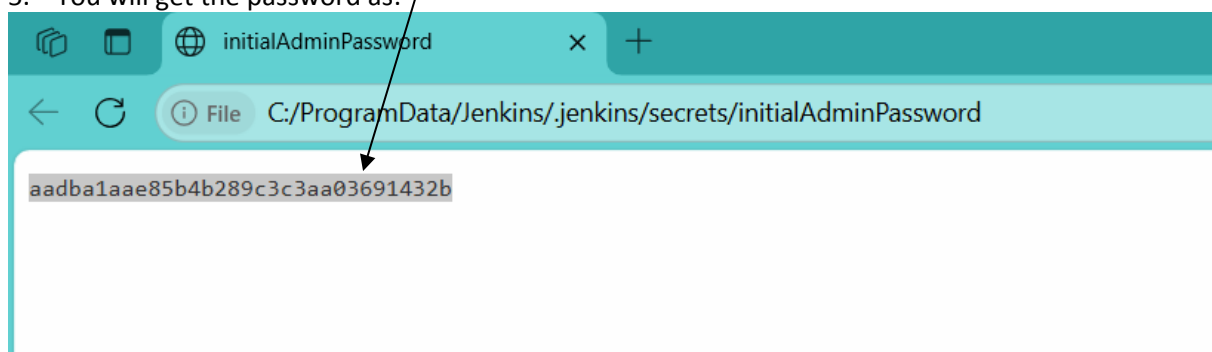 You will get the password as:
initialAdminPassword
File C:/ProgramData/Jenkins/.jenkins/secrets/initialAdminPassword
aadba1aae85b4b289c3c3aa03691432b